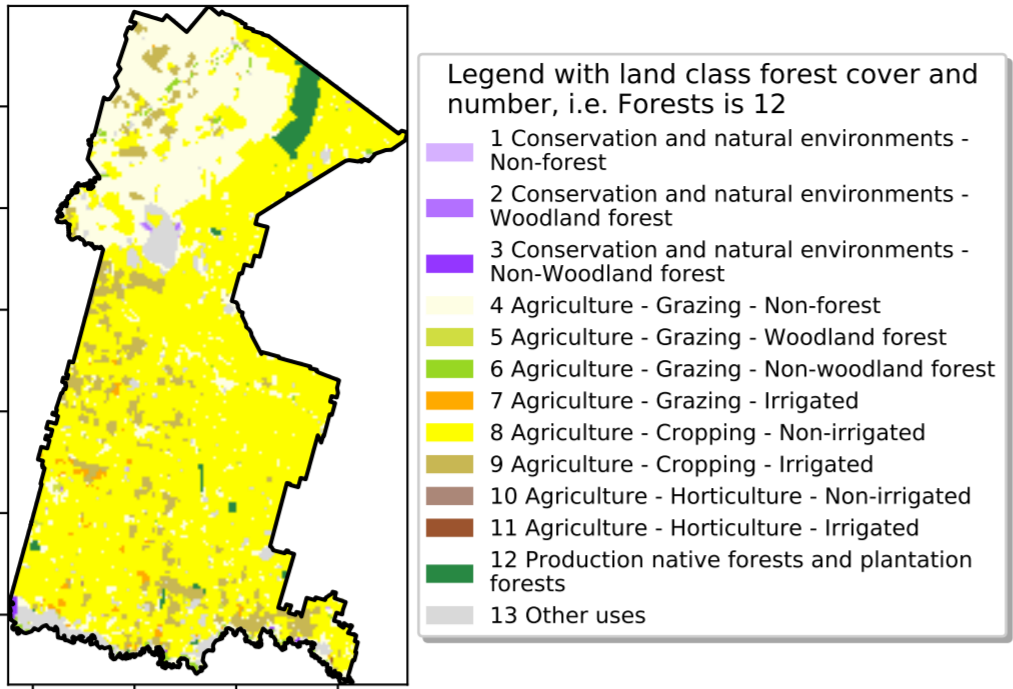 Legend with land class forest cover and
number, i.e. Forests is 12
1 Conservation and natural environments -
Non-forest
2 Conservation and natural environments -
Woodland forest
3 Conservation and natural environments -
Non-Woodland forest
4 Agriculture - Grazing - Non-forest
5 Agriculture - Grazing - Woodland forest
6 Agriculture - Grazing - Non-woodland forest
7 Agriculture - Grazing - Irrigated
8 Agriculture - Cropping - Non-irrigated
9 Agriculture - Cropping - Irrigated
10 Agriculture - Horticulture - Non-irrigated
11 Agriculture - Horticulture - Irrigated
12 Production native forests and plantation
forests
13 Other uses